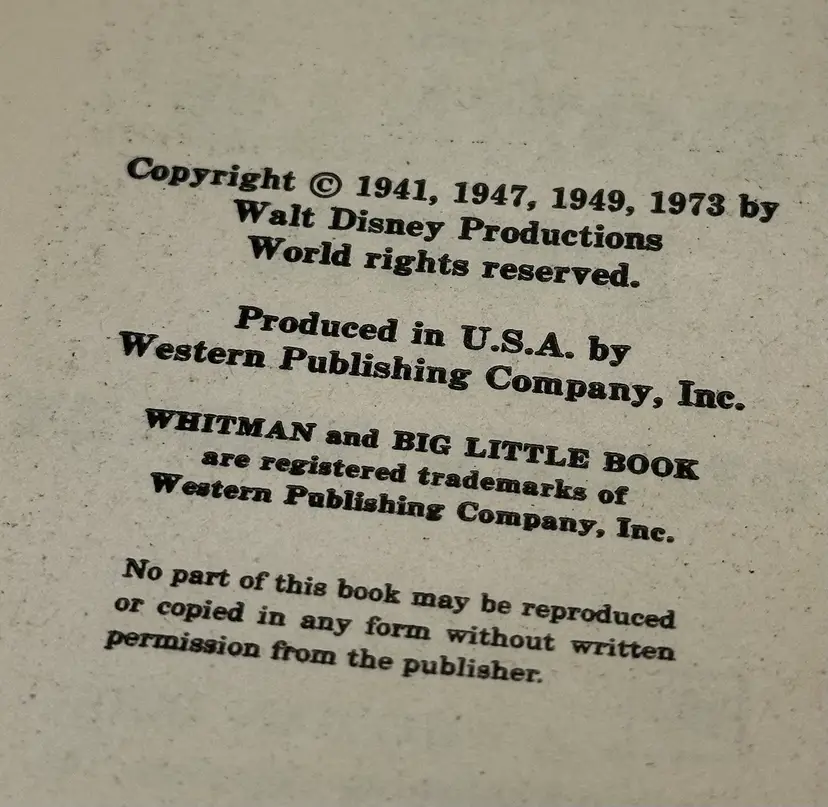 Copyright © 1941, 1947, 1949, 1973 by
Walt Disney Productions
World rights reserved.
Produced in U.S.A. by
Western Publishing Company, Inc.
WHITMAN and BIG LITTLE BOOK
are registered trademarks of
Western Publishing Company, Inc.
No part of this book may be reproduced
or copied in any form without written
permission from the publisher.